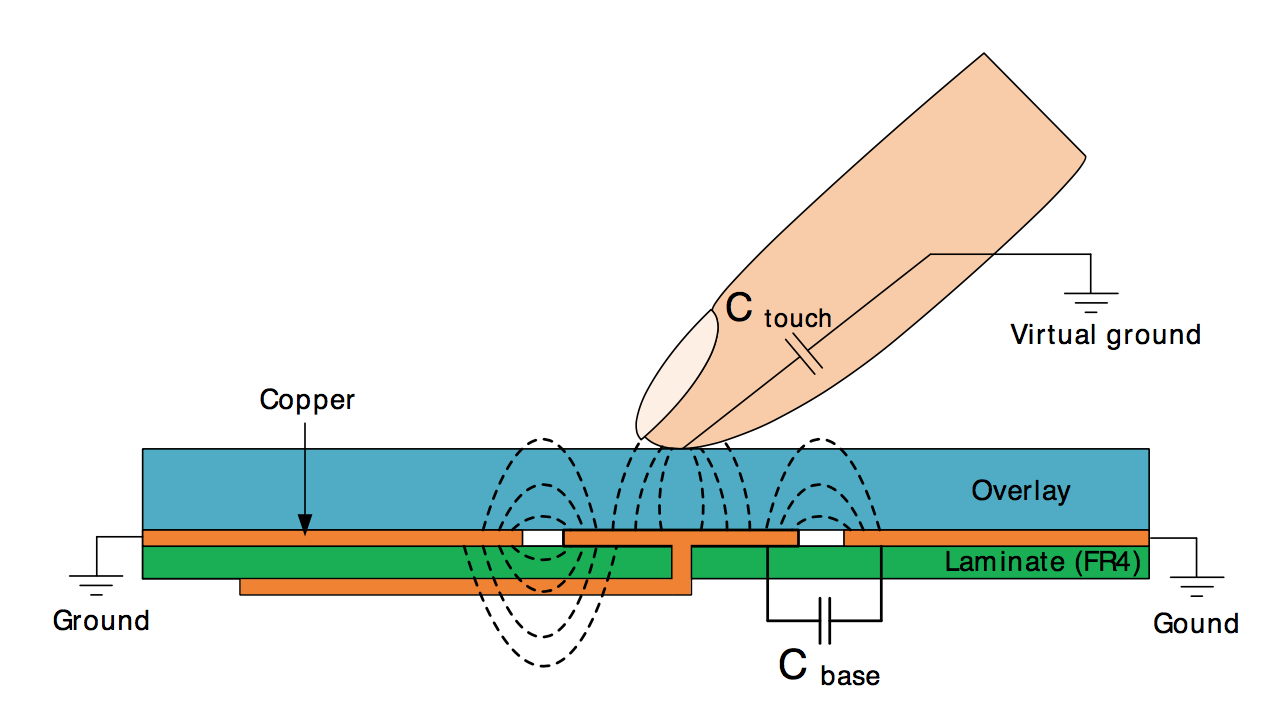 C touch
Virtual ground
Copper
Overlay
Laminate (FR4)
Ground
Gound
C base